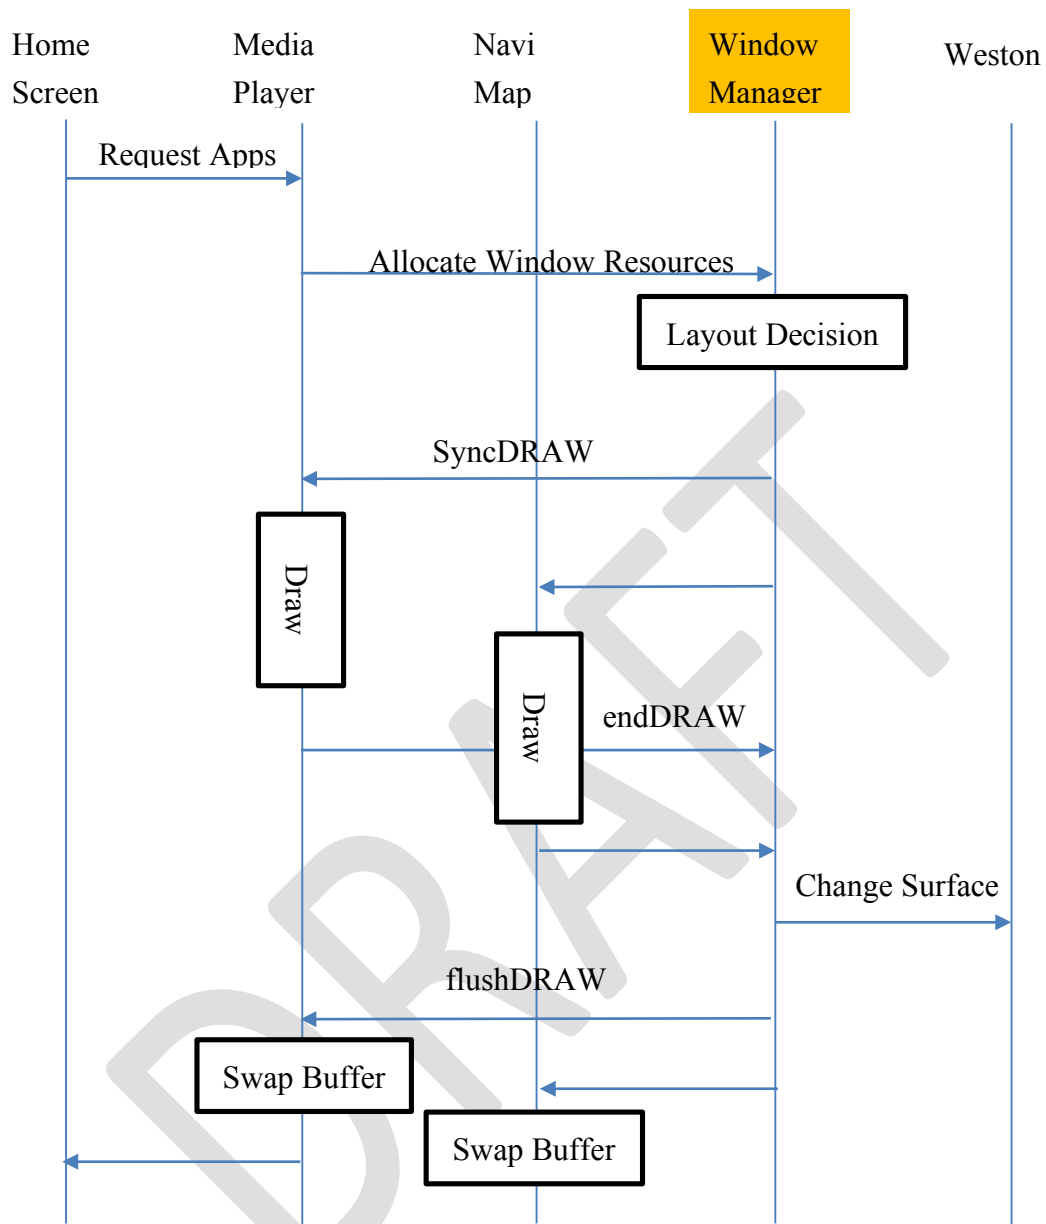 Home Screen
Media Player
Navi Map
Window Manager
Weston
Request Apps
Allocate Window Resources
Layout Decision
SyncDRAW
Draw
Draw
endDRAW
Change Surface
flushDRAW
Swap Buffer
Swap Buffer
DRAFT